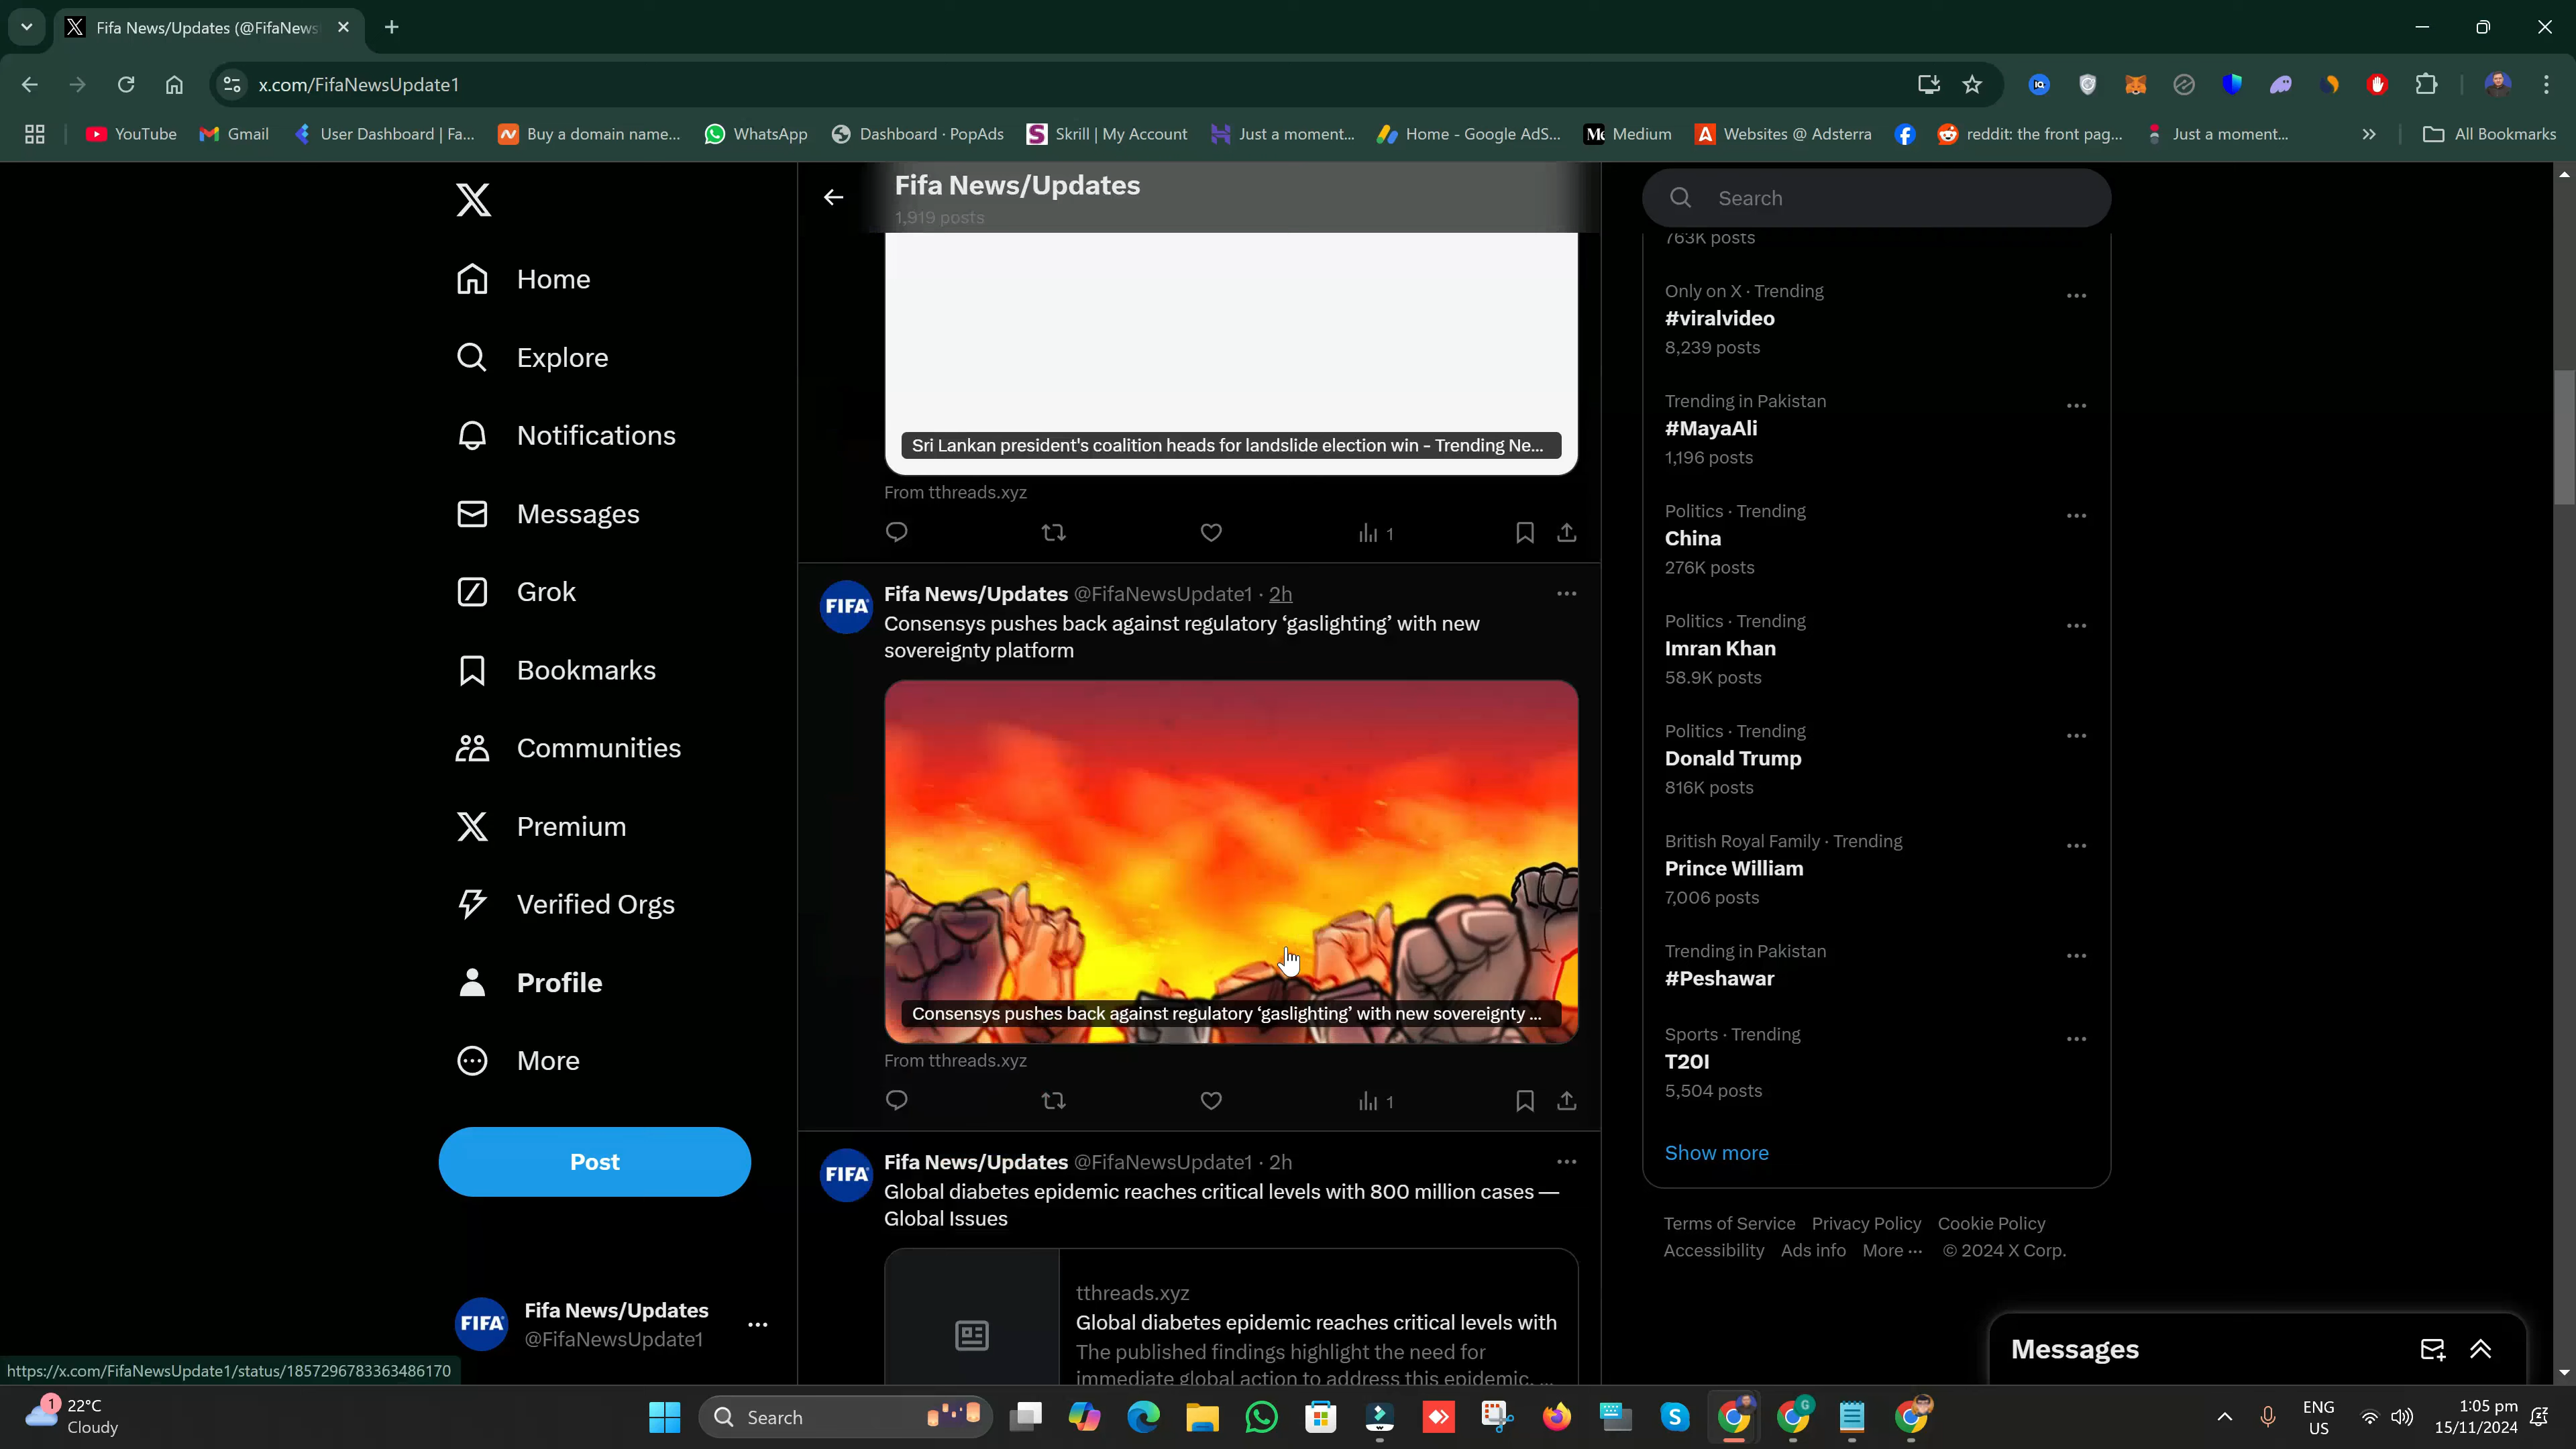 Fifa News/Updates (@FifaNews
x.com/FifaNewsUpdate1
YouTube
Gmail
User Dashboard | Fa...
Buy a domain name...
WhatsApp
Dashboard · PopAds
Skrill | My Account
Just a moment...
Home - Google AdS...
Medium
Websites @ Adsterra
reddit: the front pag...
Just a moment...
All Bookmarks
Home
Explore
Notifications
Messages
Grok
Bookmarks
Communities
Premium
Verified Orgs
Profile
More
Post
FIFA
Fifa News/Updates
@FifaNewsUpdate1
https://x.com/FifaNewsUpdate1/status/1857296783363486170
Fifa News/Updates
1,919 posts
Sri Lankan president's coalition heads for landslide election win - Trending Ne...
From tthreads.xyz
1
FIFA
Fifa News/Updates @FifaNewsUpdate1 · 2h
Consensys pushes back against regulatory ‘gaslighting’ with new
sovereignty platform
Consensys pushes back against regulatory ‘gaslighting’ with new sovereignty ...
From tthreads.xyz
1
FIFA
Fifa News/Updates @FifaNewsUpdate1 · 2h
Global diabetes epidemic reaches critical levels with 800 million cases —
Global Issues
tthreads.xyz
Global diabetes epidemic reaches critical levels with
The published findings highlight the need for
immediate global action to address this epidemic. ...
Search
763K posts
Only on X · Trending
#viralvideo
8,239 posts
Trending in Pakistan
#MayaAli
1,196 posts
Politics · Trending
China
276K posts
Politics · Trending
Imran Khan
58.9K posts
Politics · Trending
Donald Trump
816K posts
British Royal Family · Trending
Prince William
7,006 posts
Trending in Pakistan
#Peshawar
Sports · Trending
T20I
5,504 posts
Show more
Terms of Service Privacy Policy Cookie Policy
Accessibility Ads info More ··· © 2024 X Corp.
Messages
1
22°C
Cloudy
Search
ENG
US
1:05 pm
15/11/2024